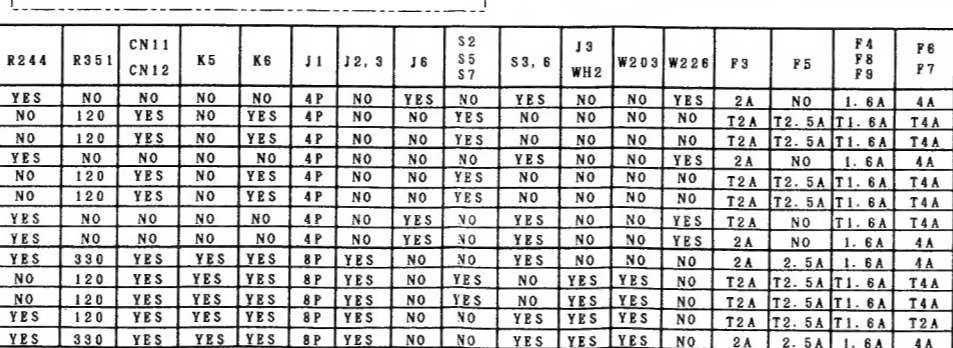 R244 R351 CN11 CN12 K5 K6 J1 J2, 3 J6 S2 S5 S7 S3, 6 J3 WH2 W203 W226 F3 F5 F4 F8 F9 F6 F7
YES NO NO NO NO 4P NO YES NO YES NO NO YES 2A NO 1. 6A 4A
NO 120 YES NO YES 4P NO NO YES NO NO NO NO T2A T2. 5A T1. 6A T4A
NO 120 YES NO YES 4P NO NO YES NO NO NO NO T2A T2. 5A T1. 6A T4A
YES NO NO NO NO 4P NO NO NO YES NO NO YES 2A NO 1. 6A 4A
NO 120 YES NO YES 4P NO NO YES NO NO NO NO T2A T2. 5A T1. 6A T4A
NO 120 YES NO YES 4P NO NO YES NO NO NO NO T2A T2. 5A T1. 6A T4A
YES NO NO NO NO 4P NO YES NO YES NO NO YES T2A NO T1. 6A T4A
YES NO NO NO NO 4P NO YES NO YES NO NO YES 2A NO 1. 6A 4A
YES 330 YES YES YES 8P YES NO NO YES NO NO NO 2A 2. 5A 1. 6A 4A
NO 120 YES YES YES 8P YES NO YES NO YES YES NO T2A T2. 5A T1. 6A T4A
NO 120 YES YES YES 8P YES NO YES NO YES YES NO T2A T2. 5A T1. 6A T4A
YES 120 YES YES YES 8P YES NO NO YES YES YES NO T2A T2. 5A T1. 6A T2A
YES 330 YES YES YES 8P YES NO NO YES YES YES NO 2A 2. 5A 1. 6A 4A